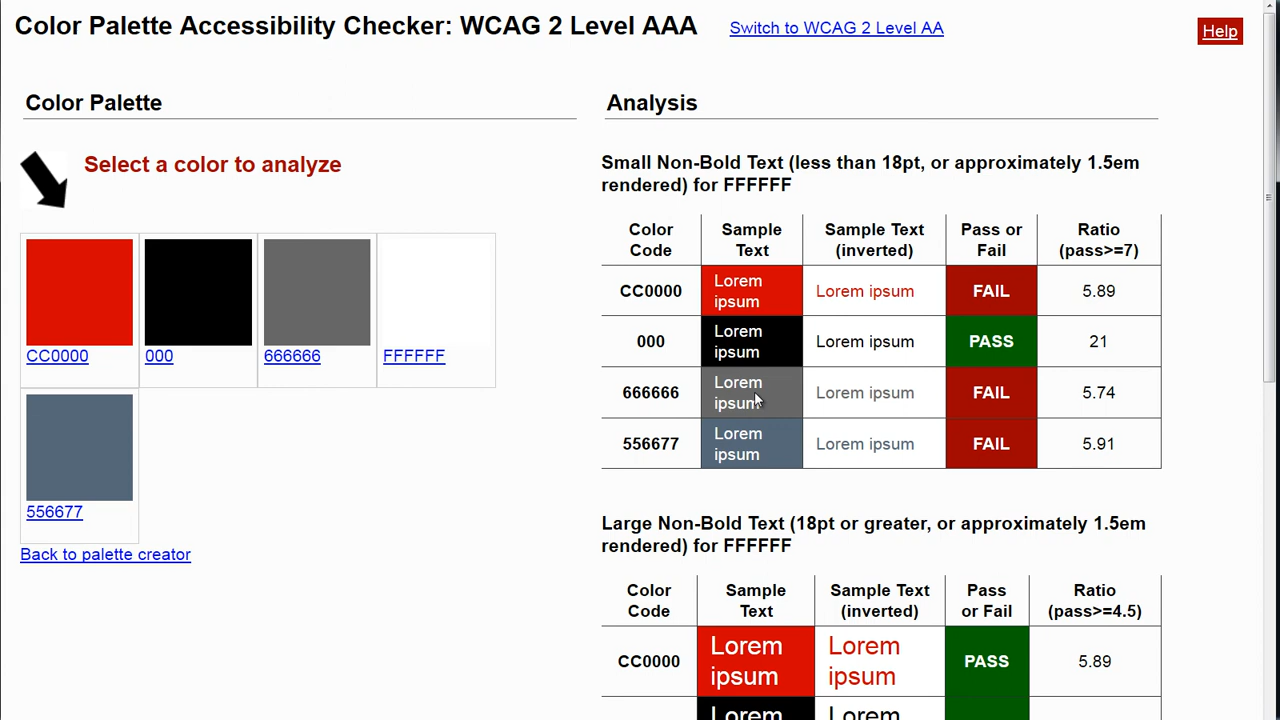 Color Palette Accessibility Checker: WCAG 2 Level AAA
Switch to WCAG 2 Level AA
Help
Color Palette
Select a color to analyze
CC0000
000
666666
FFFFFF
556677
Back to palette creator
Analysis
Small Non-Bold Text (less than 18pt, or approximately 1.5em
rendered) for FFFFFF
Color Code
Sample Text
Sample Text (inverted)
Pass or Fail
Ratio (pass>=7)
CC0000
Lorem ipsum
Lorem ipsum
FAIL
5.89
000
Lorem ipsum
Lorem ipsum
PASS
21
666666
Lorem ipsum
Lorem ipsum
FAIL
5.74
556677
Lorem ipsum
Lorem ipsum
FAIL
5.91
Large Non-Bold Text (18pt or greater, or approximately 1.5em
rendered) for FFFFFF
Color Code
Sample Text
Sample Text (inverted)
Pass or Fail
Ratio (pass>=4.5)
CC0000
Lorem ipsum
Lorem ipsum
PASS
5.89
Lorem
Lorem